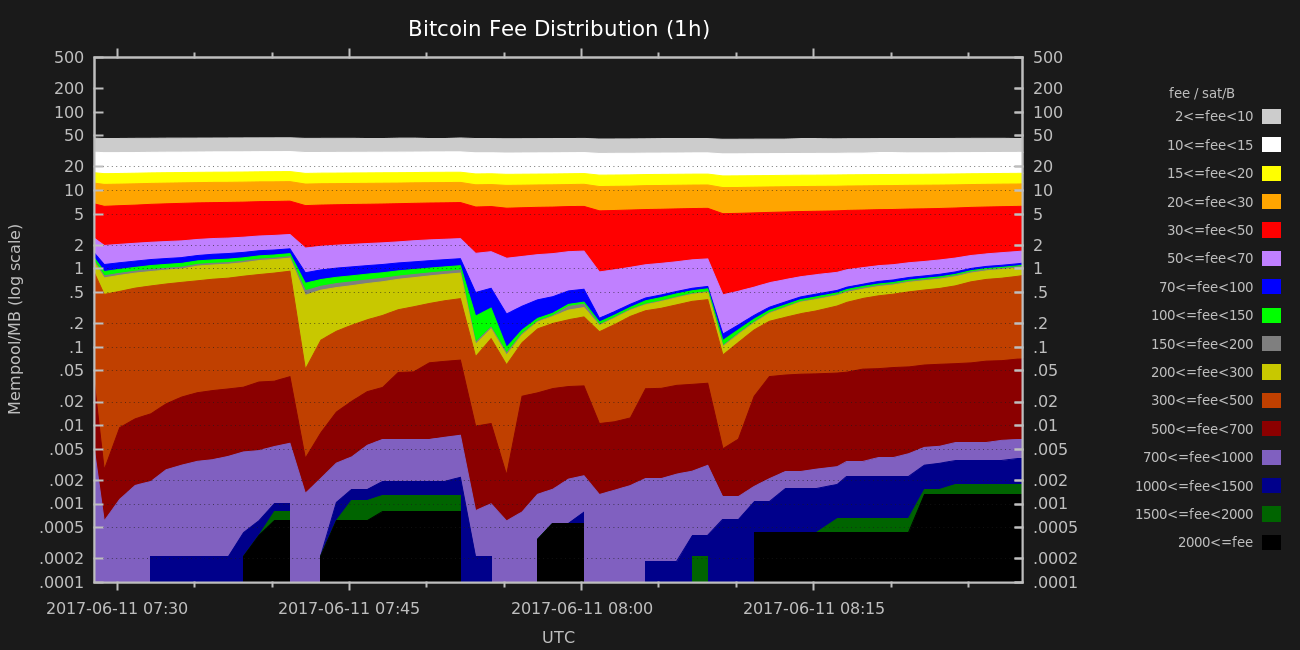 Bitcoin Fee Distribution (1h)
Mempool/MB (log scale)
500
200
100
50
20
10
5
2
1
.5
.2
.1
.05
.02
.01
.005
.002
.001
.0005
.0002
.0001
500
200
100
50
20
10
5
2
1
.5
.2
.1
.05
.02
.01
.005
.002
.001
.0005
.0002
.0001
2017-06-11 07:30
2017-06-11 07:45
2017-06-11 08:00
2017-06-11 08:15
UTC
fee / sat/B
2<=fee<10
10<=fee<15
15<=fee<20
20<=fee<30
30<=fee<50
50<=fee<70
70<=fee<100
100<=fee<150
150<=fee<200
200<=fee<300
300<=fee<500
500<=fee<700
700<=fee<1000
1000<=fee<1500
1500<=fee<2000
2000<=fee